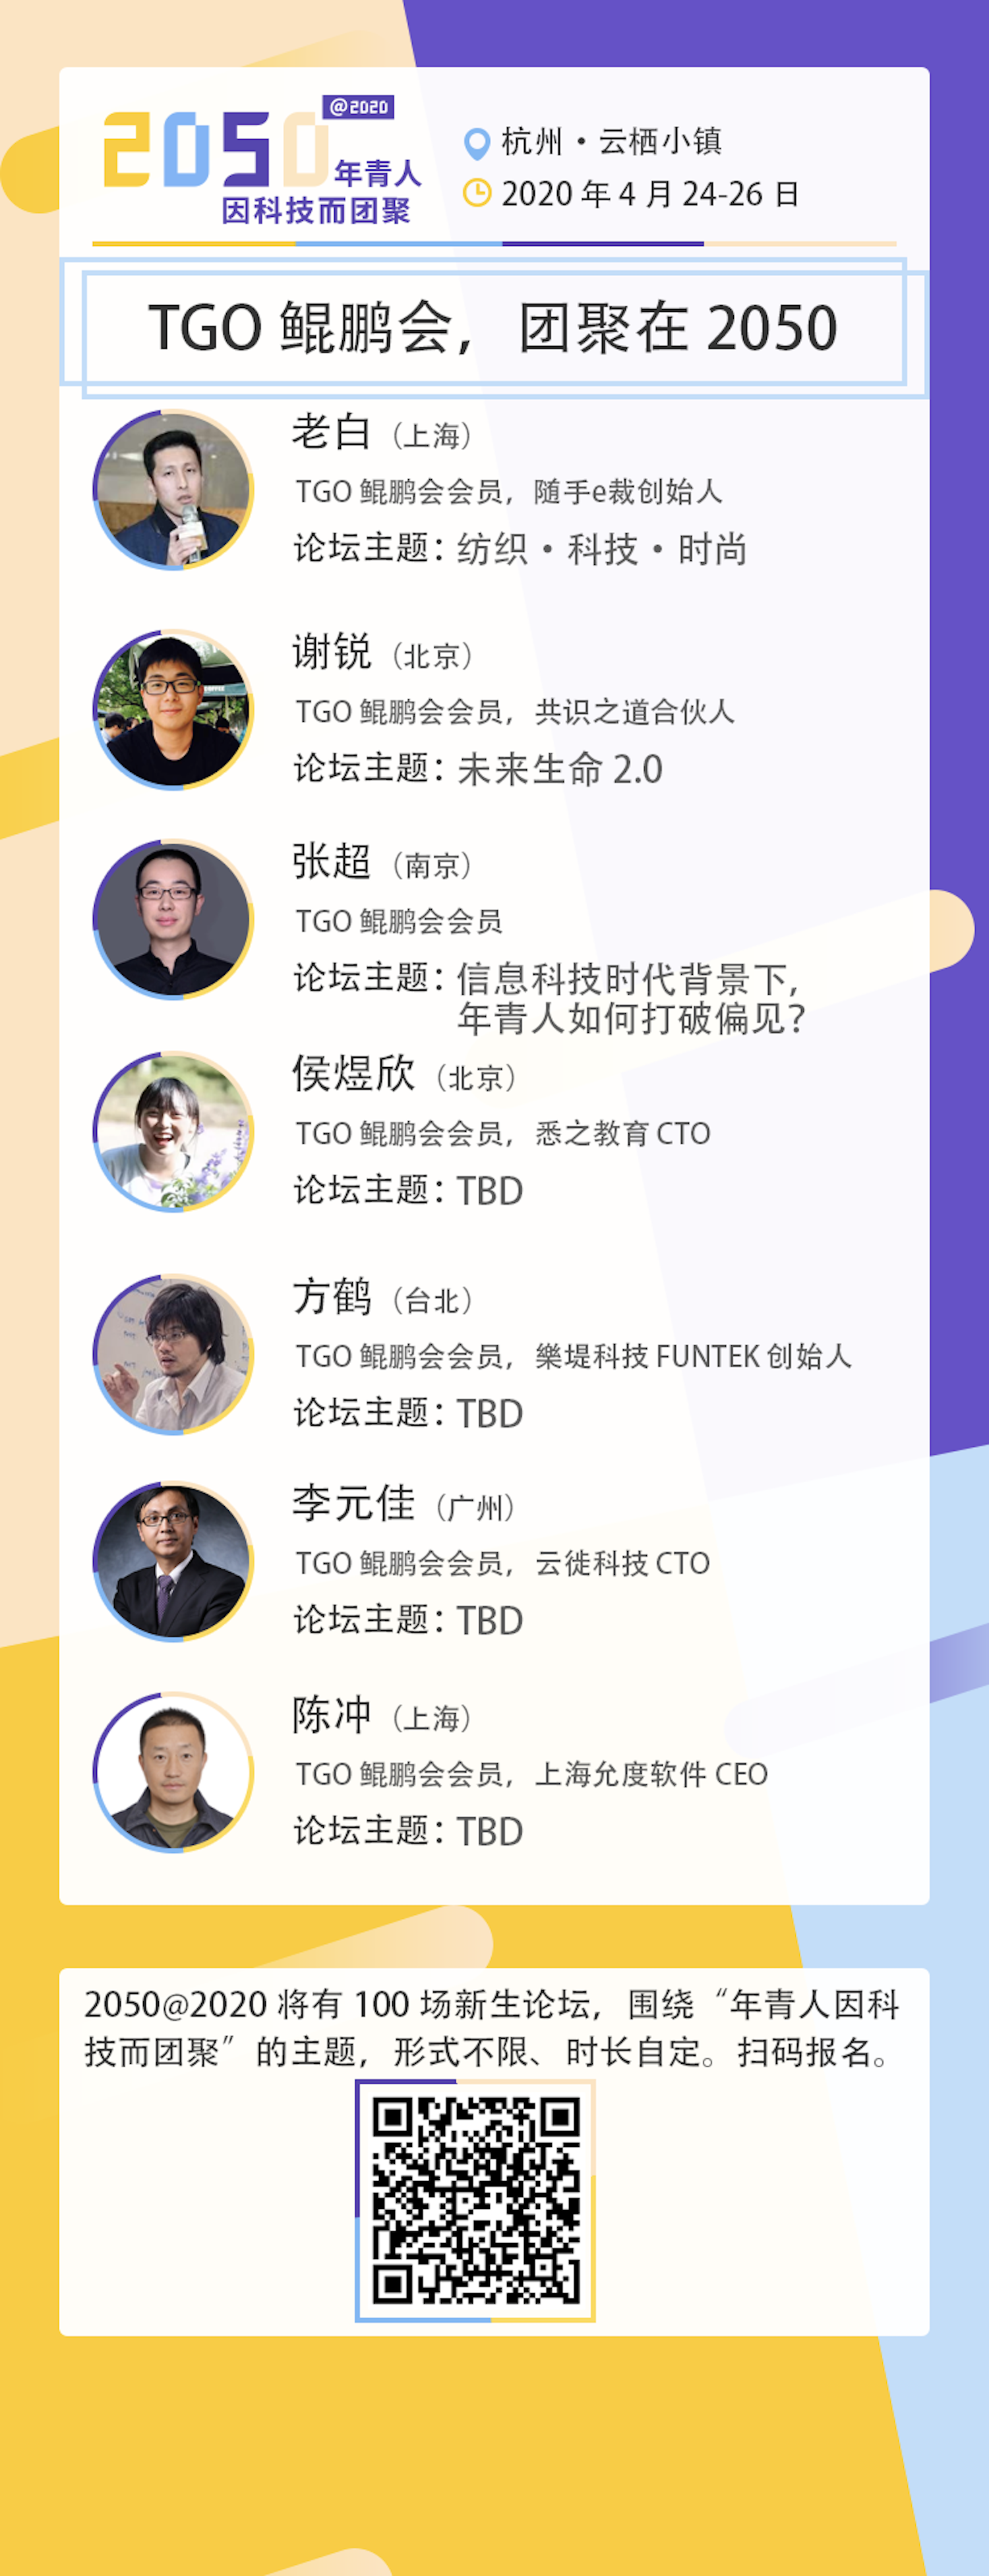 2050
@2020
年青人
因科技而团聚
杭州·云栖小镇
2020 年 4 月 24-26 日
TGO 鲲鹏会，团聚在 2050
老白（上海）
TGO 鲲鹏会会员，随手e裁创始人
论坛主题：纺织·科技·时尚
谢锐（北京）
TGO 鲲鹏会会员，共识之道合伙人
论坛主题：未来生命 2.0
张超（南京）
TGO 鲲鹏会会员
论坛主题：信息科技时代背景下，
年青人如何打破偏见？
侯煜欣（北京）
TGO 鲲鹏会会员，悉之教育 CTO
论坛主题：TBD
方鹤（台北）
TGO 鲲鹏会会员，樂堤科技 FUNTEK 创始人
论坛主题：TBD
李元佳（广州）
TGO 鲲鹏会会员，云徙科技 CTO
论坛主题：TBD
陈冲（上海）
TGO 鲲鹏会会员，上海允度软件 CEO
论坛主题：TBD
2050@2020 将有 100 场新生论坛，围绕“年青人因科
技而团聚”的主题，形式不限、时长自定。扫码报名。